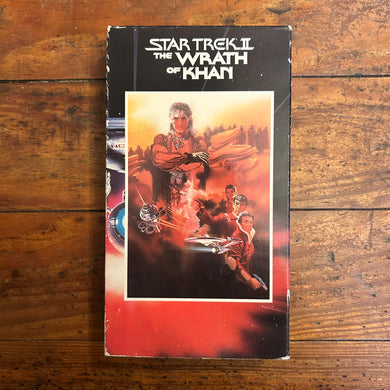 STAR TREK II
THE WRATH
OF KHAN